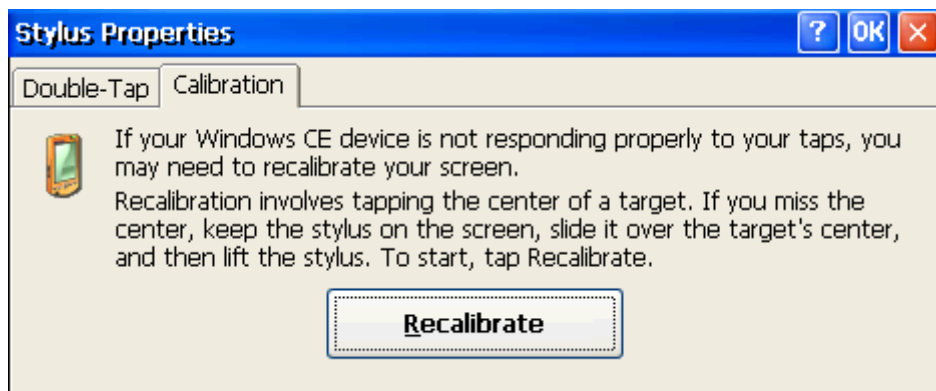 Stylus Properties
? OK ×
Double-Tap Calibration
If your Windows CE device is not responding properly to your taps, you
may need to recalibrate your screen.
Recalibration involves tapping the center of a target. If you miss the
center, keep the stylus on the screen, slide it over the target's center,
and then lift the stylus. To start, tap Recalibrate.
Recalibrate